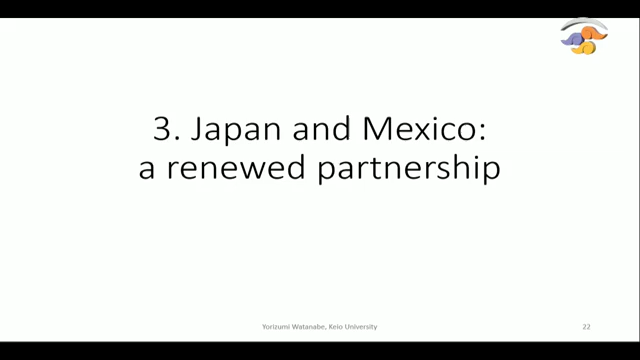 3. Japan and Mexico:
a renewed partnership
Yorizumi Watanabe, Keio University
22